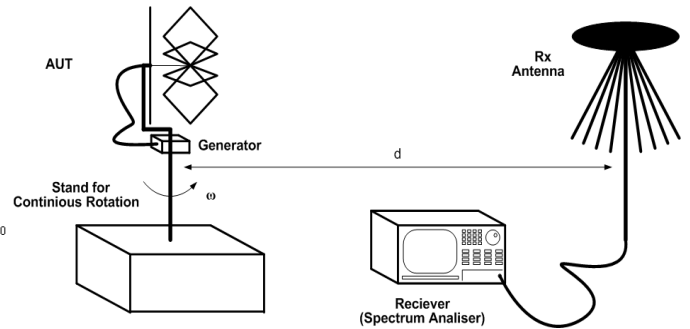 AUT
Rx
Antenna
Generator
d
Stand for
Continious Rotation
ω
0
Reciever
(Spectrum Analiser)